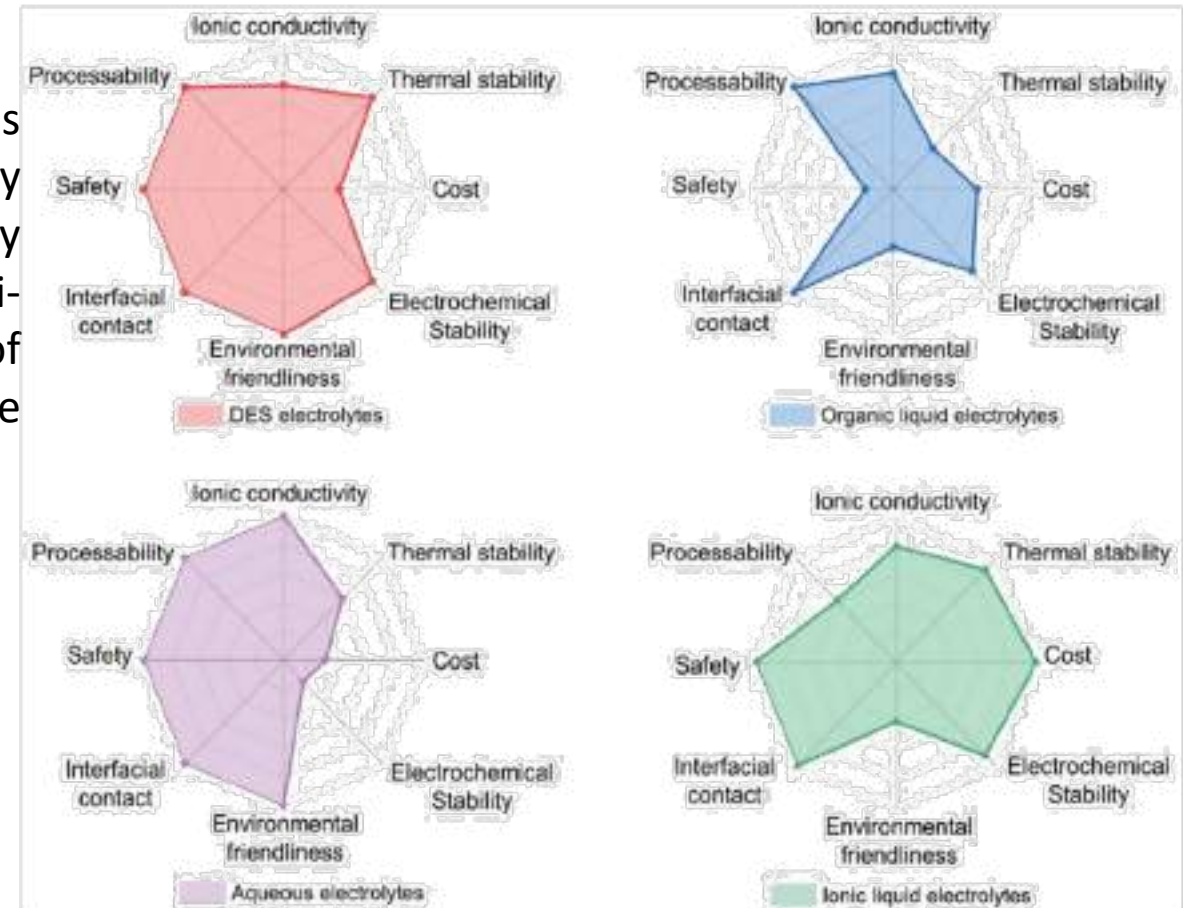 s
y
y
i-
of
e
Ionic conductivity
Processability
Thermal stability
Safety
Cost
Interfacial
contact
Electrochemical
Stability
Environmental
friendliness
DES electrolytes
Ionic conductivity
Processability
Thermal stability
Safety
Cost
Interfacial
contact
Electrochemical
Stability
Environmental
friendliness
Organic liquid electrolytes
Ionic conductivity
Processability
Thermal stability
Safety
Cost
Interfacial
contact
Electrochemical
Stability
Environmental
friendliness
Aqueous electrolytes
Ionic conductivity
Processability
Thermal stability
Safety
Cost
Interfacial
contact
Electrochemical
Stability
Environmental
friendliness
Ionic liquid electrolytes